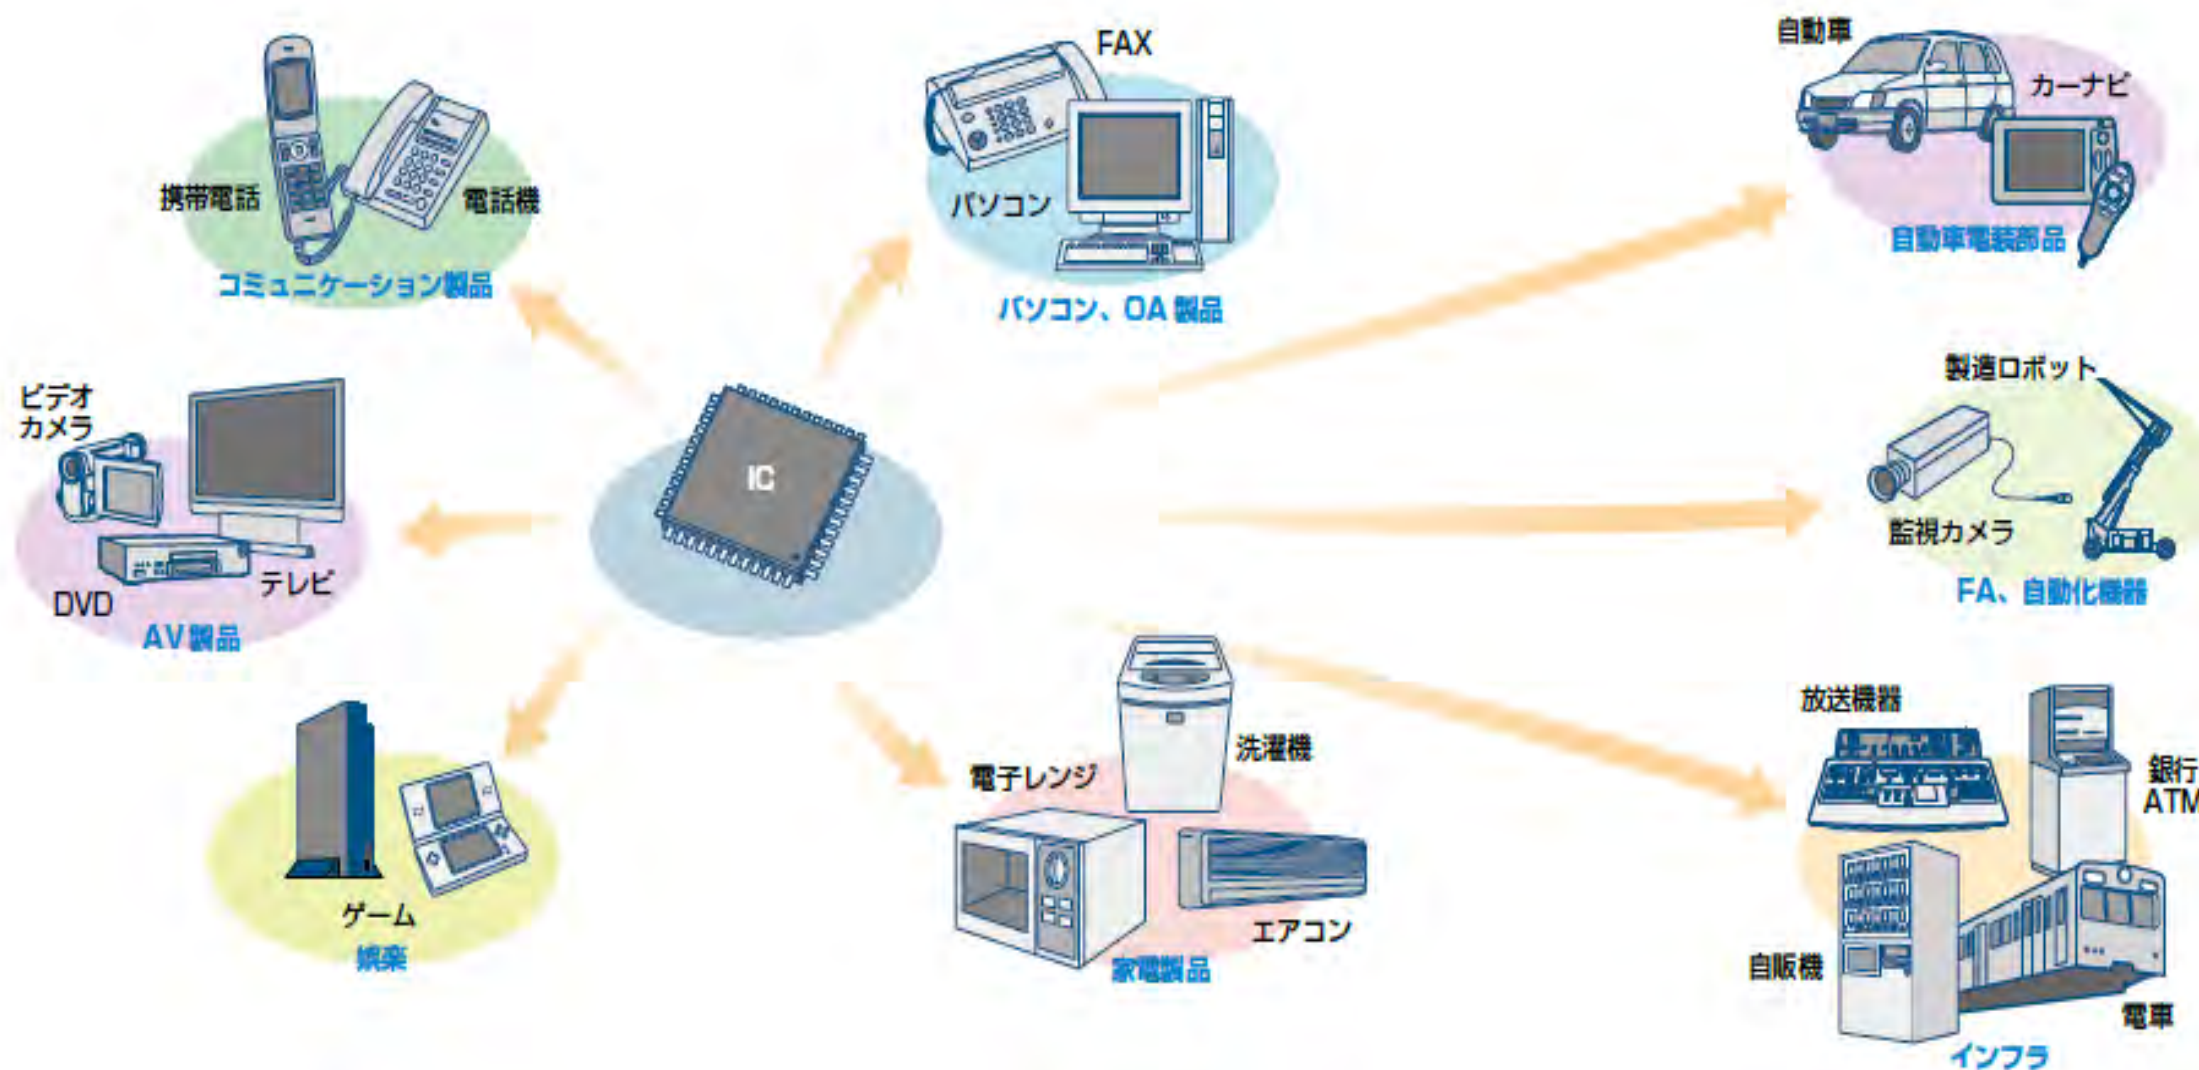 携帯電話
電話機
コミュニケーション製品
FAX
パソコン
パソコン、OA 製品
自動車
カーナビ
自動車電装部品
ビデオ
カメラ
DVD
テレビ
AV製品
IC
製造ロボット
監視カメラ
FA、自動化機器
ゲーム
娯楽
電子レンジ
洗濯機
エアコン
家電製品
放送機器
銀行
ATM
自販機
電車
インフラ